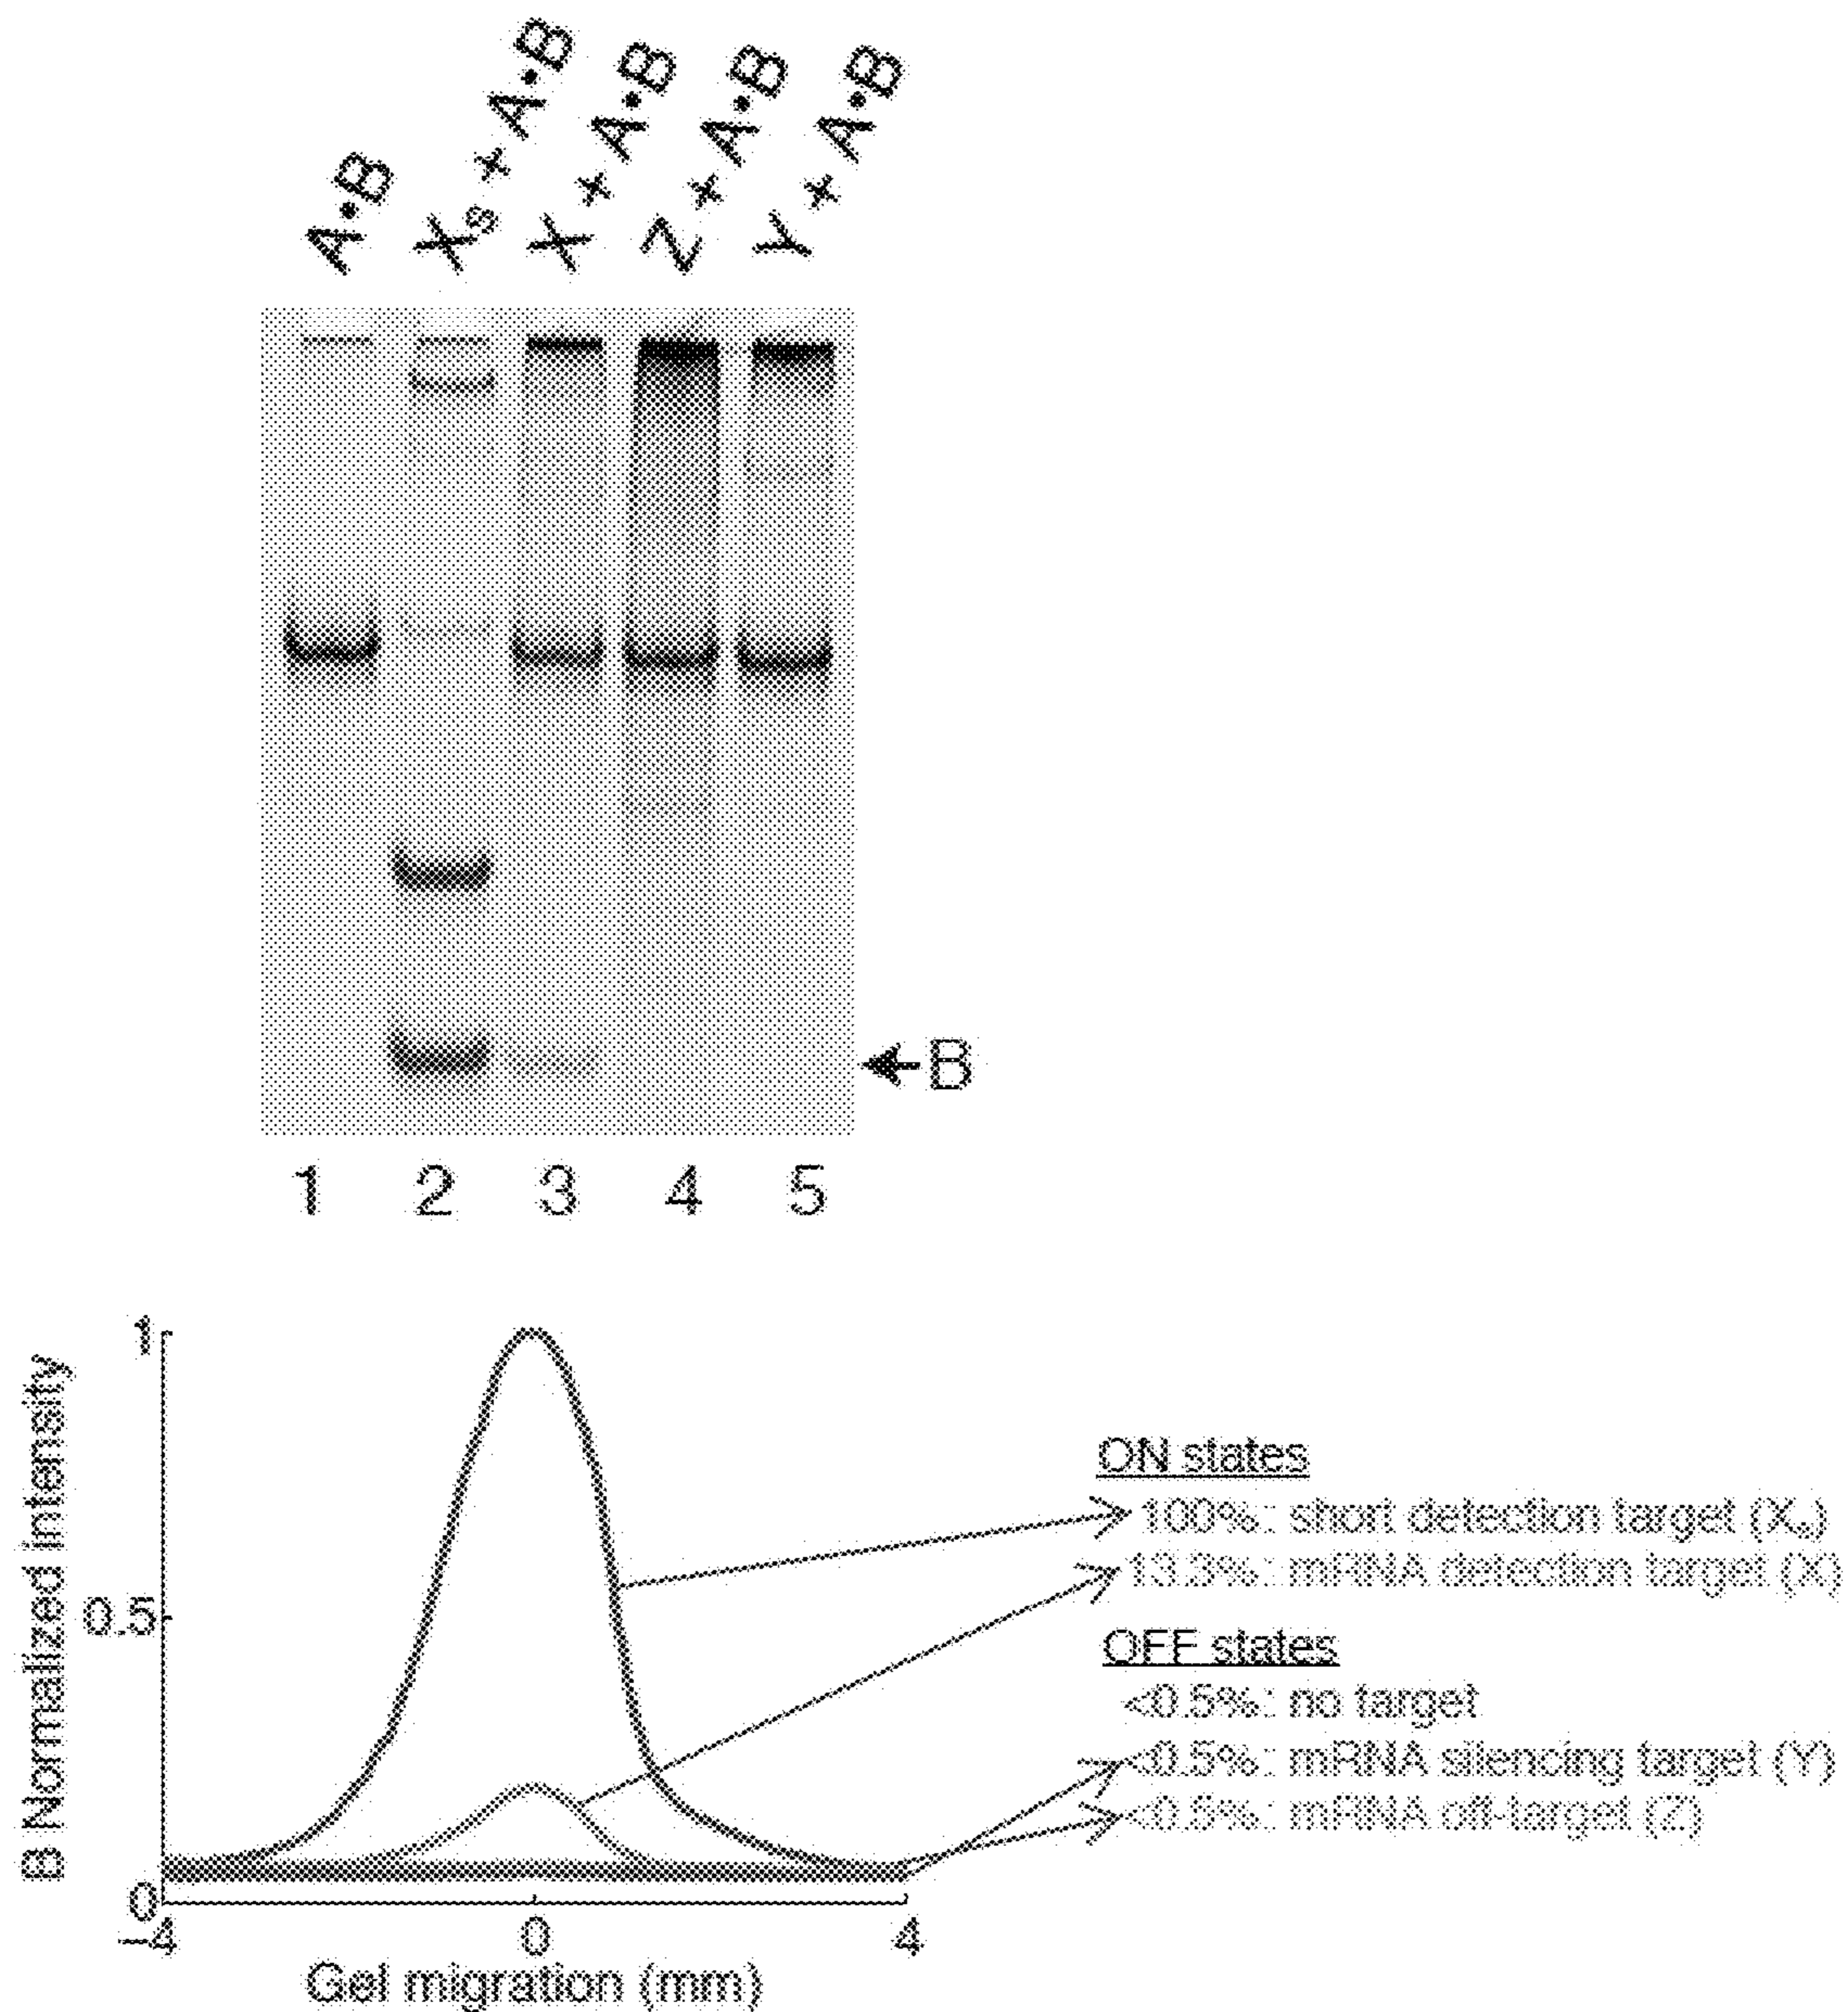 A•B
Xs + A•B
X + A•B
Z + A•B
Y + A•B
B
1 2 3 4 5
B Normalized intensity
1
0.5
0
-4 0 4
Gel migration (mm)
ON states
100%: short detection target (Xs)
13.3%: mRNA detection target (X)
OFF states
<0.5%: no target
<0.5%: mRNA silencing target (Y)
<0.5%: mRNA off-target (Z)